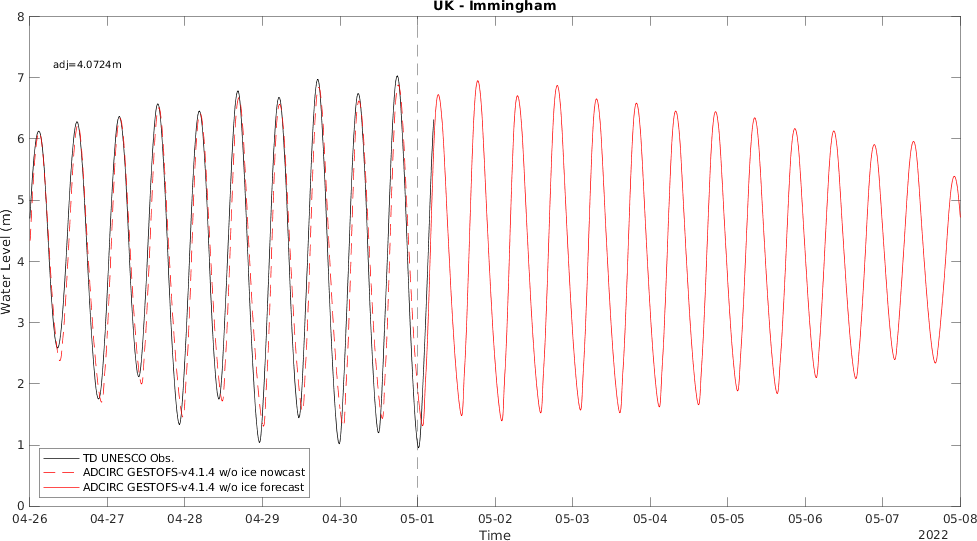 UK - Immingham
8
adj=4.0724m
7
6
5
4
3
2
1
0
Water Level (m)
TD UNESCO Obs.
ADCIRC GESTOFS-v4.1.4 w/o ice nowcast
ADCIRC GESTOFS-v4.1.4 w/o ice forecast
04-26 04-27 04-28 04-29 04-30 05-01 05-02 05-03 05-04 05-05 05-06 05-07 05-08
Time
2022